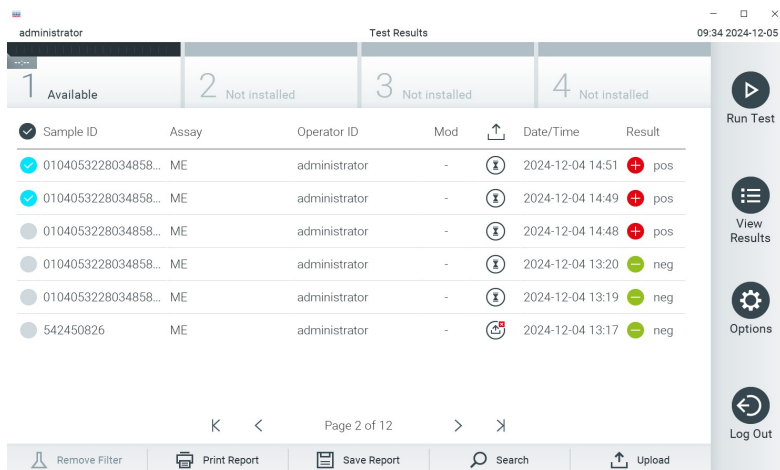 administrator Test Results 09:34 2024-12-05
--:--
1 Available 2 Not installed 3 Not installed 4 Not installed
Run Test
Sample ID Assay Operator ID Mod Date/Time Result
0104053228034858... ME administrator - 2024-12-04 14:51 pos
0104053228034858... ME administrator - 2024-12-04 14:49 pos
View
Results
0104053228034858... ME administrator - 2024-12-04 14:48 pos
0104053228034858... ME administrator - 2024-12-04 13:20 neg
0104053228034858... ME administrator - 2024-12-04 13:19 neg
542450826 ME administrator - 2024-12-04 13:17 neg
Options
Page 2 of 12
Log Out
Remove Filter Print Report Save Report Search Upload